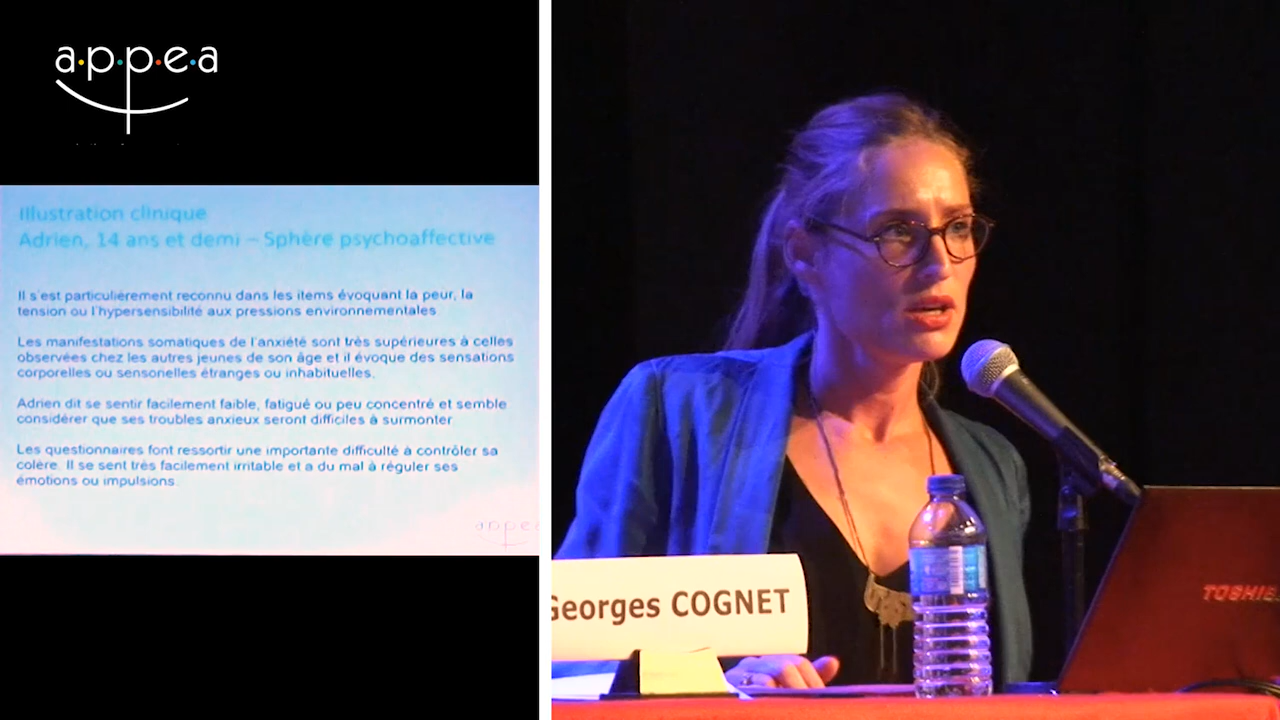 a·p·p·e·a
Illustration clinique
Adrien, 14 ans et demi – Sphère psychoaffective
Il s'est particulièrement reconnu dans les items évoquant la peur, la
tension ou l'hypersensibilité aux pressions environnementales
Les manifestations somatiques de l'anxiété sont très supérieures à celles
observées chez les autres jeunes de son âge et il évoque des sensations
corporelles ou sensorielles étranges ou inhabituelles.
Adrien dit se sentir facilement faible, fatigué ou peu concentré et semble
considérer que ses troubles anxieux seront difficiles à surmonter
Les questionnaires font ressortir une importante difficulté à contrôler sa
colère. Il se sent très facilement irritable et a du mal à réguler ses
émotions ou impulsions.
appea
Georges COGNET
TOSHIB